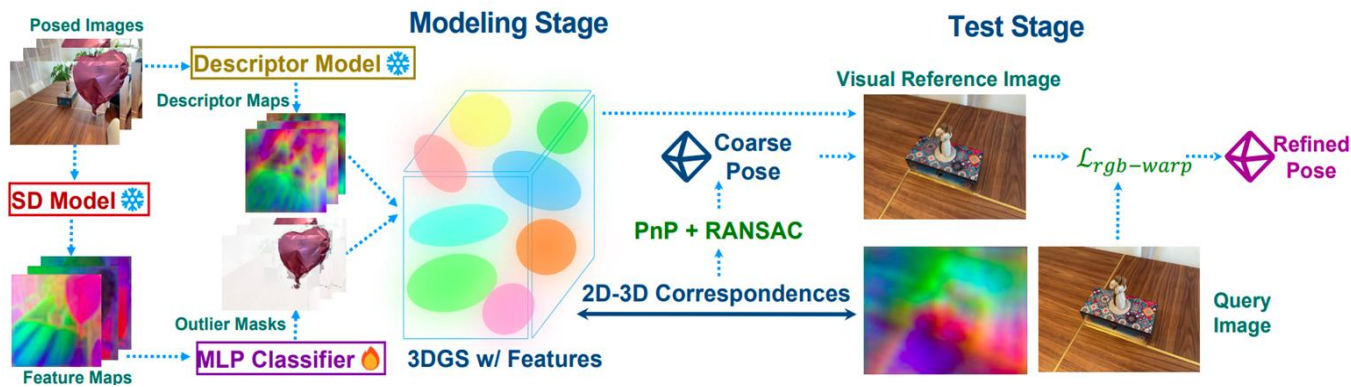 Modeling Stage
Test Stage
Posed Images
Descriptor Model
Descriptor Maps
SD Model
Feature Maps
Outlier Masks
MLP Classifier
3DGS w/ Features
Visual Reference Image
Coarse
Pose
PnP + RANSAC
2D-3D Correspondences
ℒrgb−warp
Refined
Pose
Query
Image